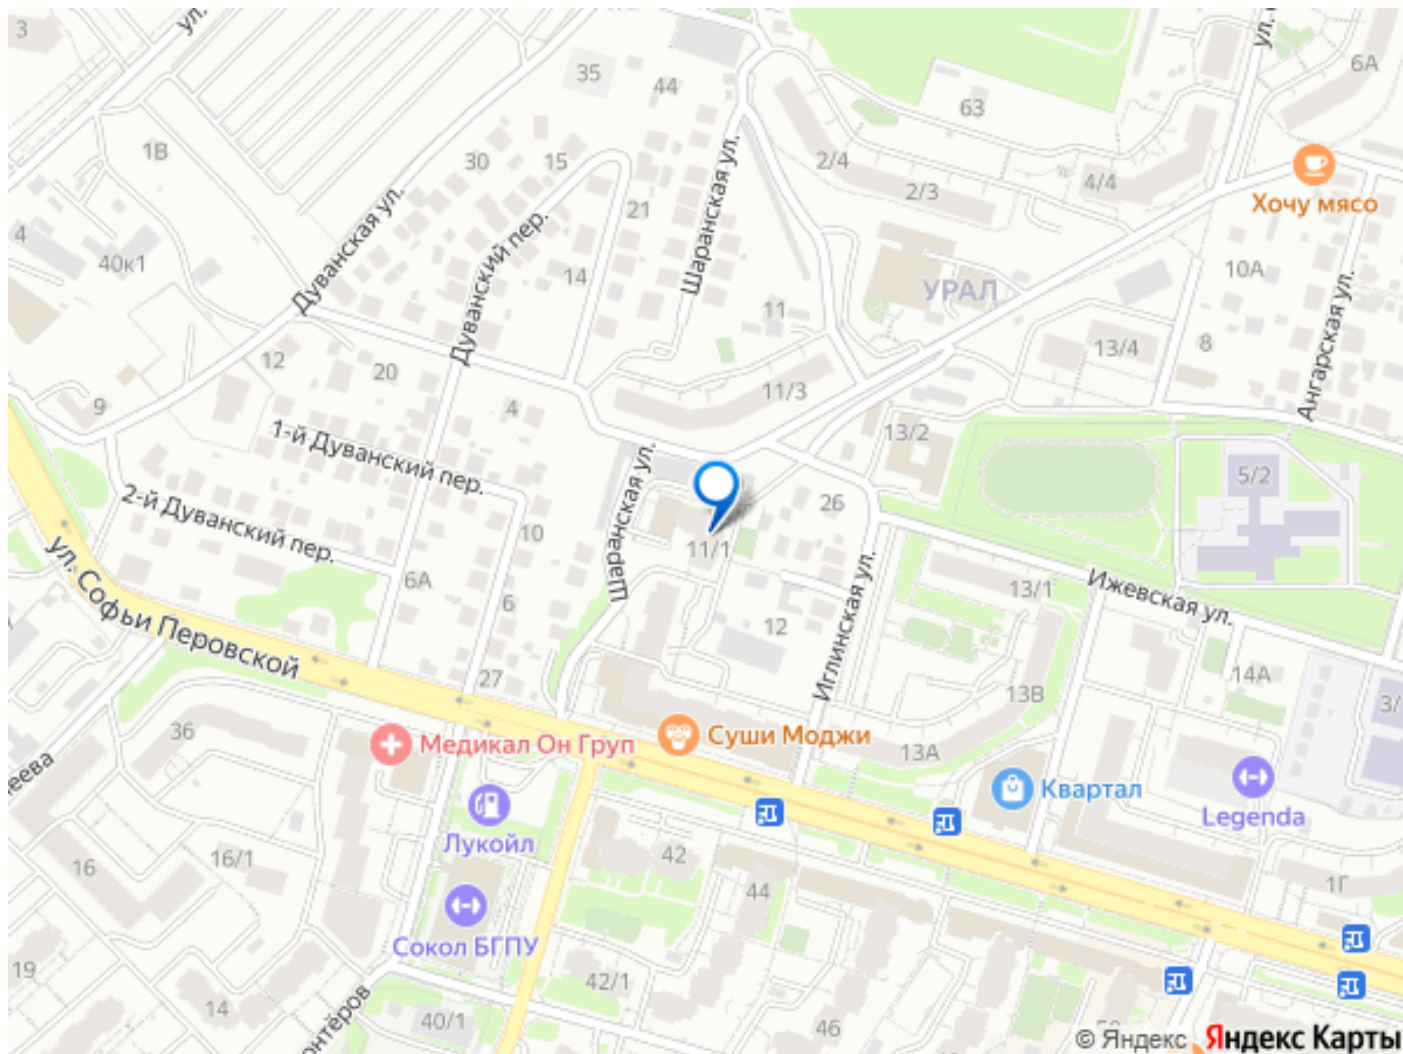 3
ул.
ул.
6А
35
44
63
1В
30
15
2/4
2/3
4/4
Хочу мясо
21
Шаранская ул.
Дуванская ул.
Дуванский пер.
4
40к1
14
10А
УРАЛ
11
Ангарская ул.
12
20
13/4
8
9
4
11/3
1-й Дуванский пер.
13/2
2-й Дуванский пер.
Шаранская ул.
26
5/2
10
11/1
ул. Софьи Перовской
6А
6
13/1
Ижевская ул.
12
Иглинская ул.
27
13В
14А
3/
36
Медикал Он Груп
Суши Моджи
13А
Квартал
Legenda
Лукойл
16
16/1
42
44
1Г
Сокол БГПУ
19
42/1
14
40/1
46
© Яндекс Яндекс Карты